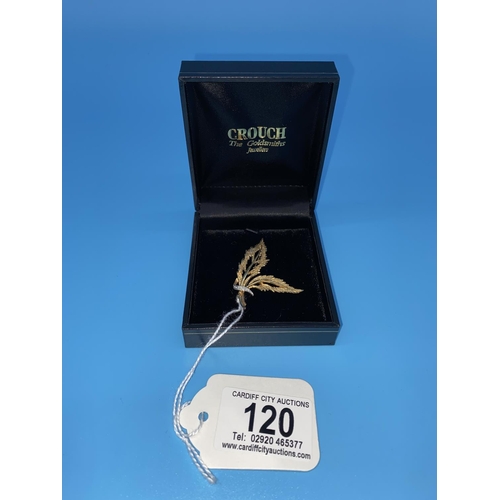 CROUCH
The Goldsmiths
Jewellers
CARDIFF CITY AUCTIONS
120
Tel: 02920 465377
www.cardiffcityauctions.com